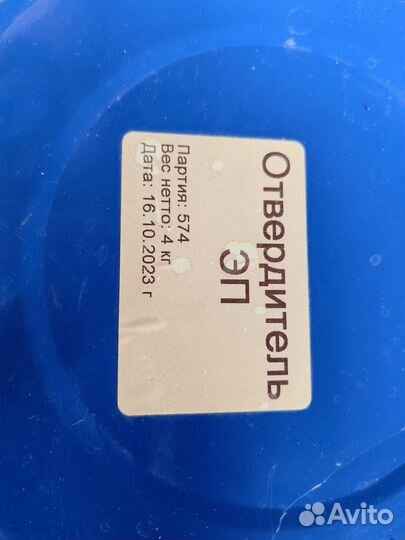 Отвердитель
ЭП
Партия: 574
Вес нетто: 4 кг
Дата: 16.10.2023 г
Avito